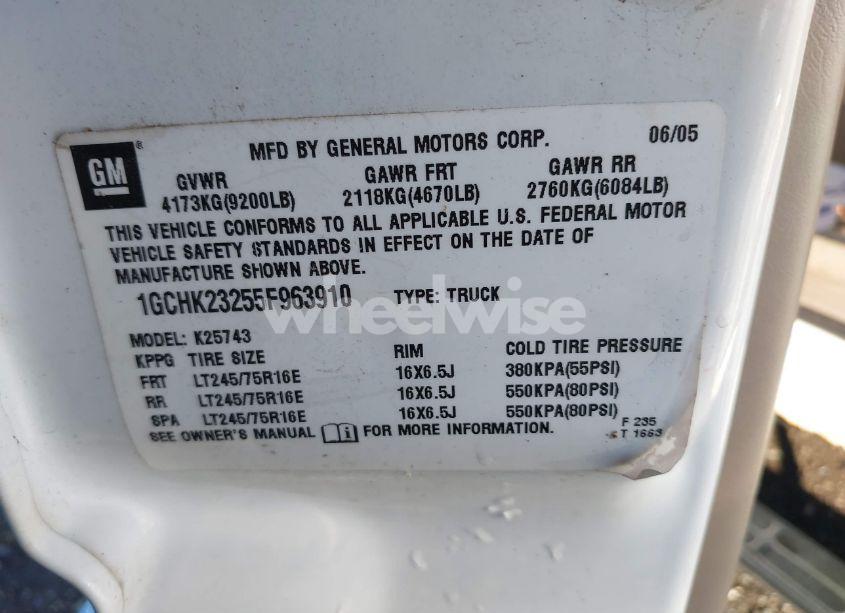 GM
MFD BY GENERAL MOTORS CORP. 06/05
GVWR GAWR FRT GAWR RR
4173KG(9200LB) 2118KG(4670LB) 2760KG(6084LB)
THIS VEHICLE CONFORMS TO ALL APPLICABLE U.S. FEDERAL MOTOR
VEHICLE SAFETY STANDARDS IN EFFECT ON THE DATE OF
MANUFACTURE SHOWN ABOVE.
1GCHK23255F963910 TYPE: TRUCK
wheelwise
MODEL: K25743
KPPG TIRE SIZE RIM COLD TIRE PRESSURE
FRT LT245/75R16E 16X6.5J 380KPA(55PSI)
RR LT245/75R16E 16X6.5J 550KPA(80PSI)
SPA LT245/75R16E 16X6.5J 550KPA(80PSI)
SEE OWNER'S MANUAL FOR MORE INFORMATION.
F 235
T 1663